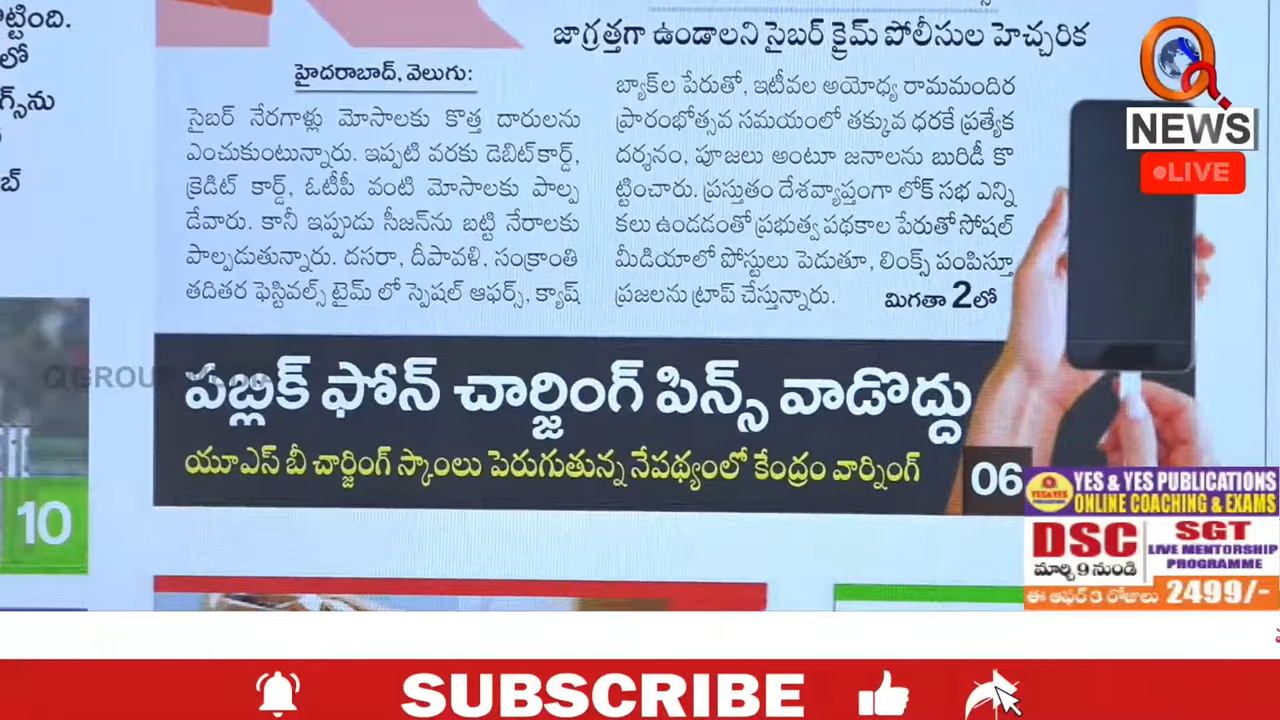 ాట్టింది.
లో
గ్స్‌ను
బ్
జాగ్రత్తగా ఉండాలని సైబర్ క్రైమ్ పోలీసుల హెచ్చరిక
హైదరాబాద్, వెలుగు:
సైబర్ నేరగాళ్లు మోసాలకు కొత్త దారులను
ఎంచుకుంటున్నారు. ఇప్పటి వరకు డెబిట్‌కార్డ్,
క్రెడిట్ కార్డ్, ఓటీపీ వంటి మోసాలకు పాల్ప
డేవారు. కానీ ఇప్పుడు సీజన్‌ను బట్టి నేరాలకు
పాల్పడుతున్నారు. దసరా, దీపావళి, సంక్రాంతి
తదితర ఫెస్టివల్స్ టైమ్ లో స్పెషల్ ఆఫర్స్, క్యాష్
బ్యాక్‌ల పేరుతో, ఇటీవల అయోధ్య రామమందిర
ప్రారంభోత్సవ సమయంలో తక్కువ ధరకే ప్రత్యేక
దర్శనం, పూజలు అంటూ జనాలను బురిడీ కొ
ట్టించారు. ప్రస్తుతం దేశవ్యాప్తంగా లోక్ సభ ఎన్ని
కలు ఉండడంతో ప్రభుత్వ పథకాల పేరుతో సోషల్
మీడియాలో పోస్టులు పెడుతూ, లింక్స్ పంపిస్తూ
ప్రజలను ట్రాప్ చేస్తున్నారు. మిగతా 2లో
పబ్లిక్ ఫోన్ చార్జింగ్ పిన్స్ వాడొద్దు
యూఎస్ బీ చార్జింగ్ స్కాంలు పెరుగుతున్న నేపథ్యంలో కేంద్రం వార్నింగ్
06
10
Q GROUP
Q
NEWS
LIVE
YES & YES PUBLICATIONS
ONLINE COACHING & EXAMS
DSC
మార్చి 9 నుండి
SGT
LIVE MENTORSHIP
PROGRAMME
ఈ ఆఫర్ 3 రోజులు 2499/-
SUBSCRIBE